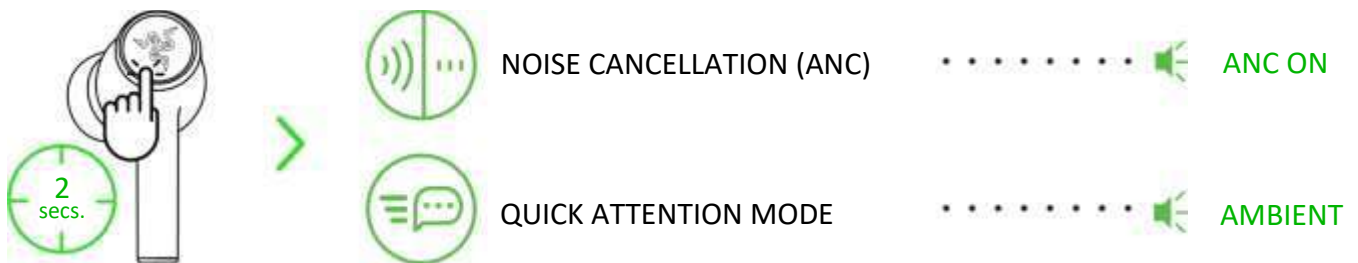 NOISE CANCELLATION (ANC) ANC ON
2
secs.
QUICK ATTENTION MODE AMBIENT